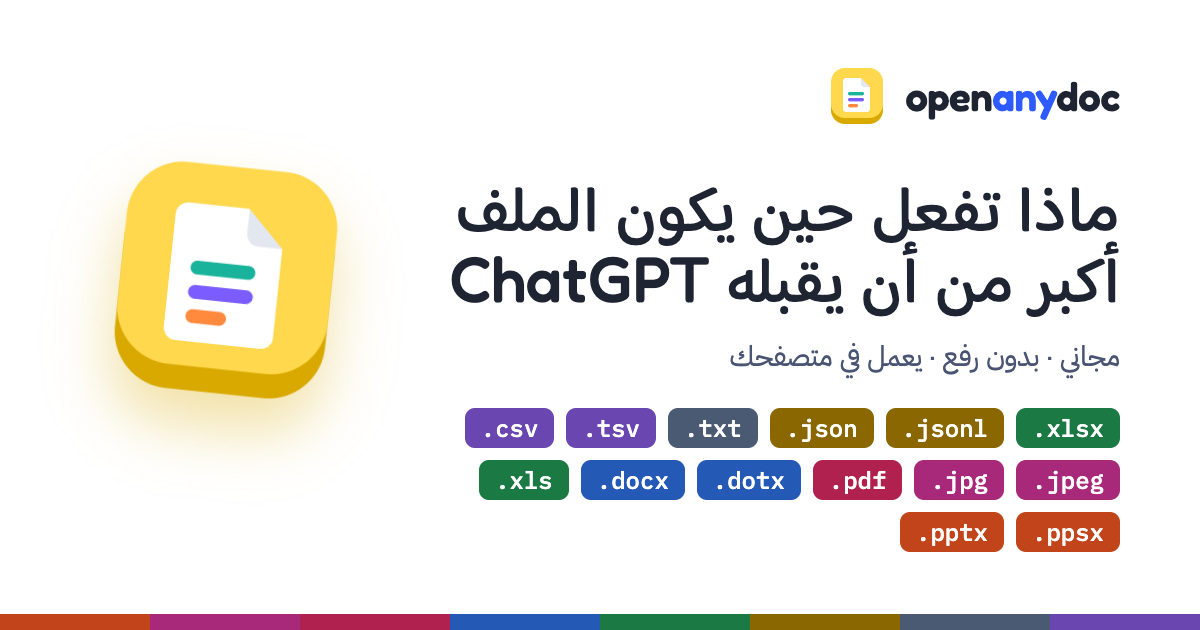 openanydoc
ماذا تفعل حين يكون الملف
أكبر من أن يقبله ChatGPT
مجاني · بدون رفع · يعمل في متصفحك
.csv .tsv .txt .json .jsonl .xlsx
.xls .docx .dotx .pdf .jpg .jpeg
.pptx .ppsx